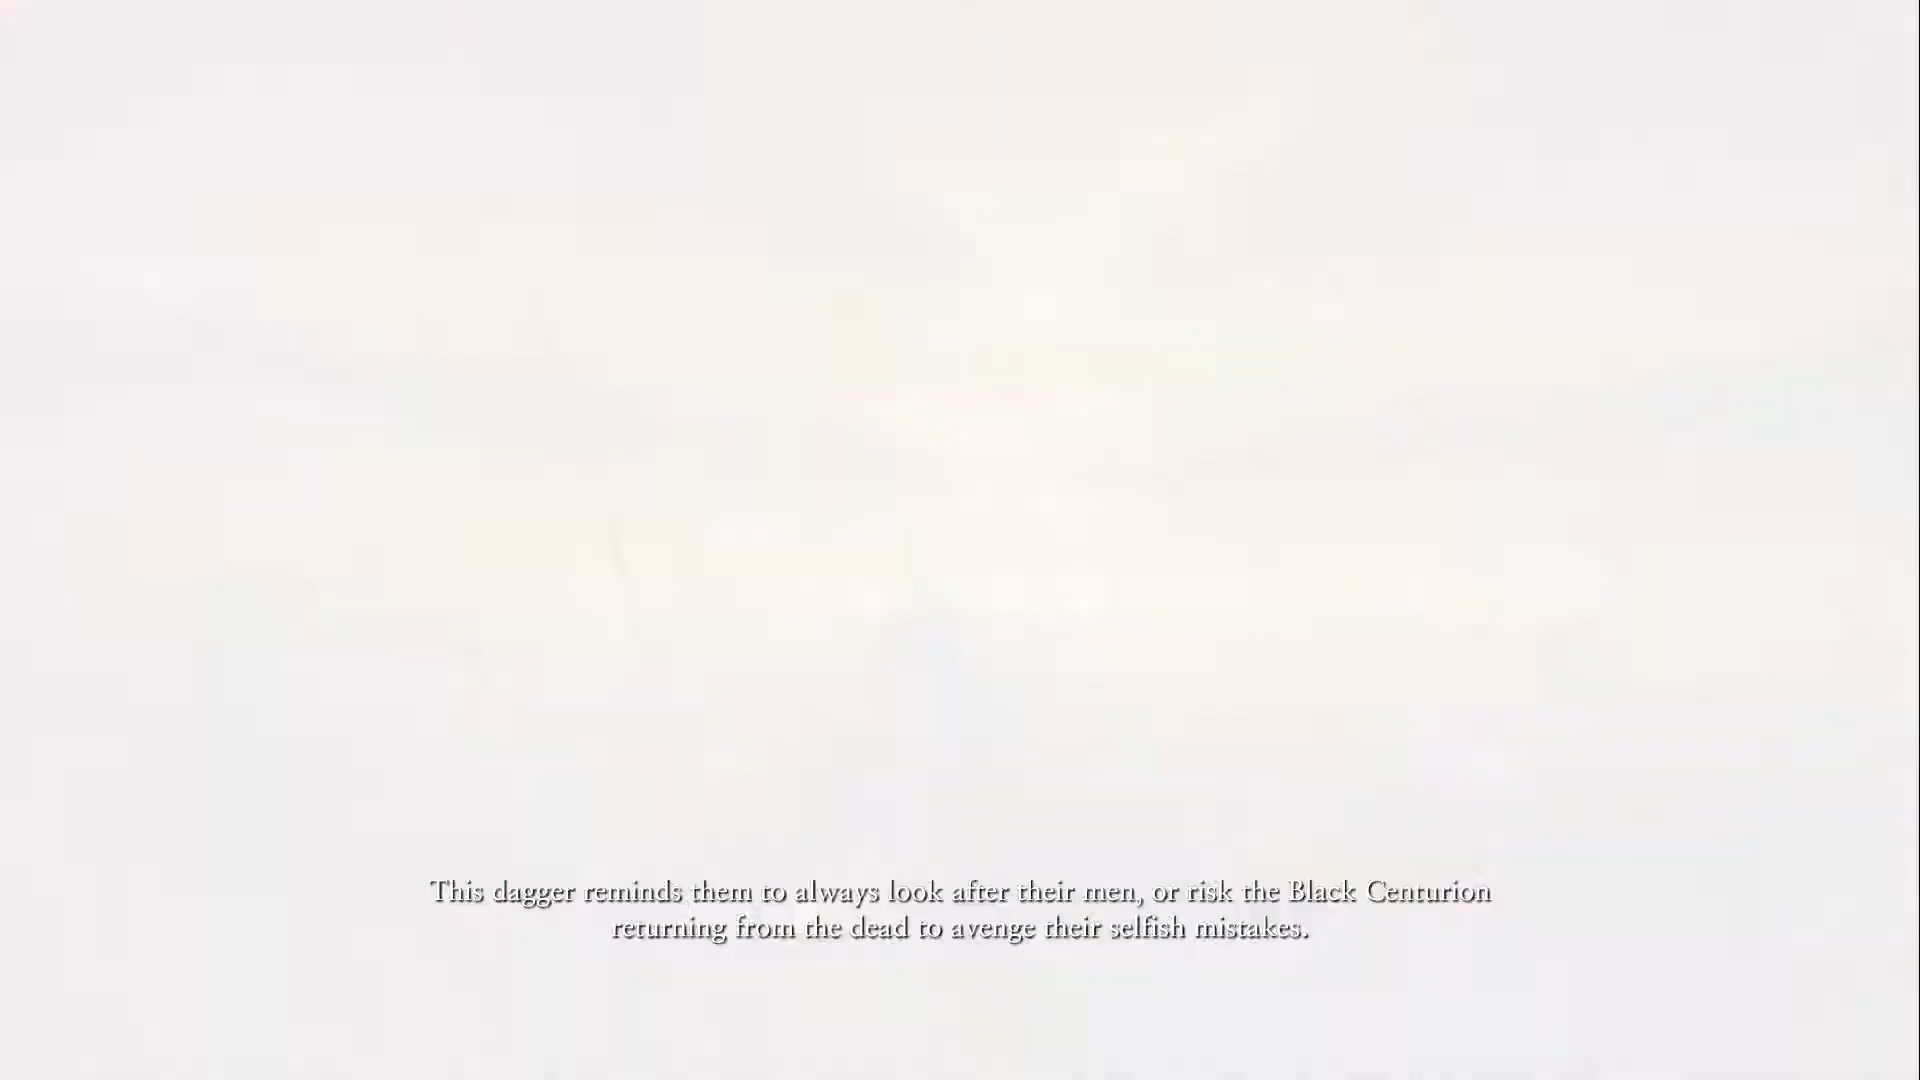 This dagger reminds them to always look after their men, or risk the Black Centurion
returning from the dead to avenge their selfish mistakes.